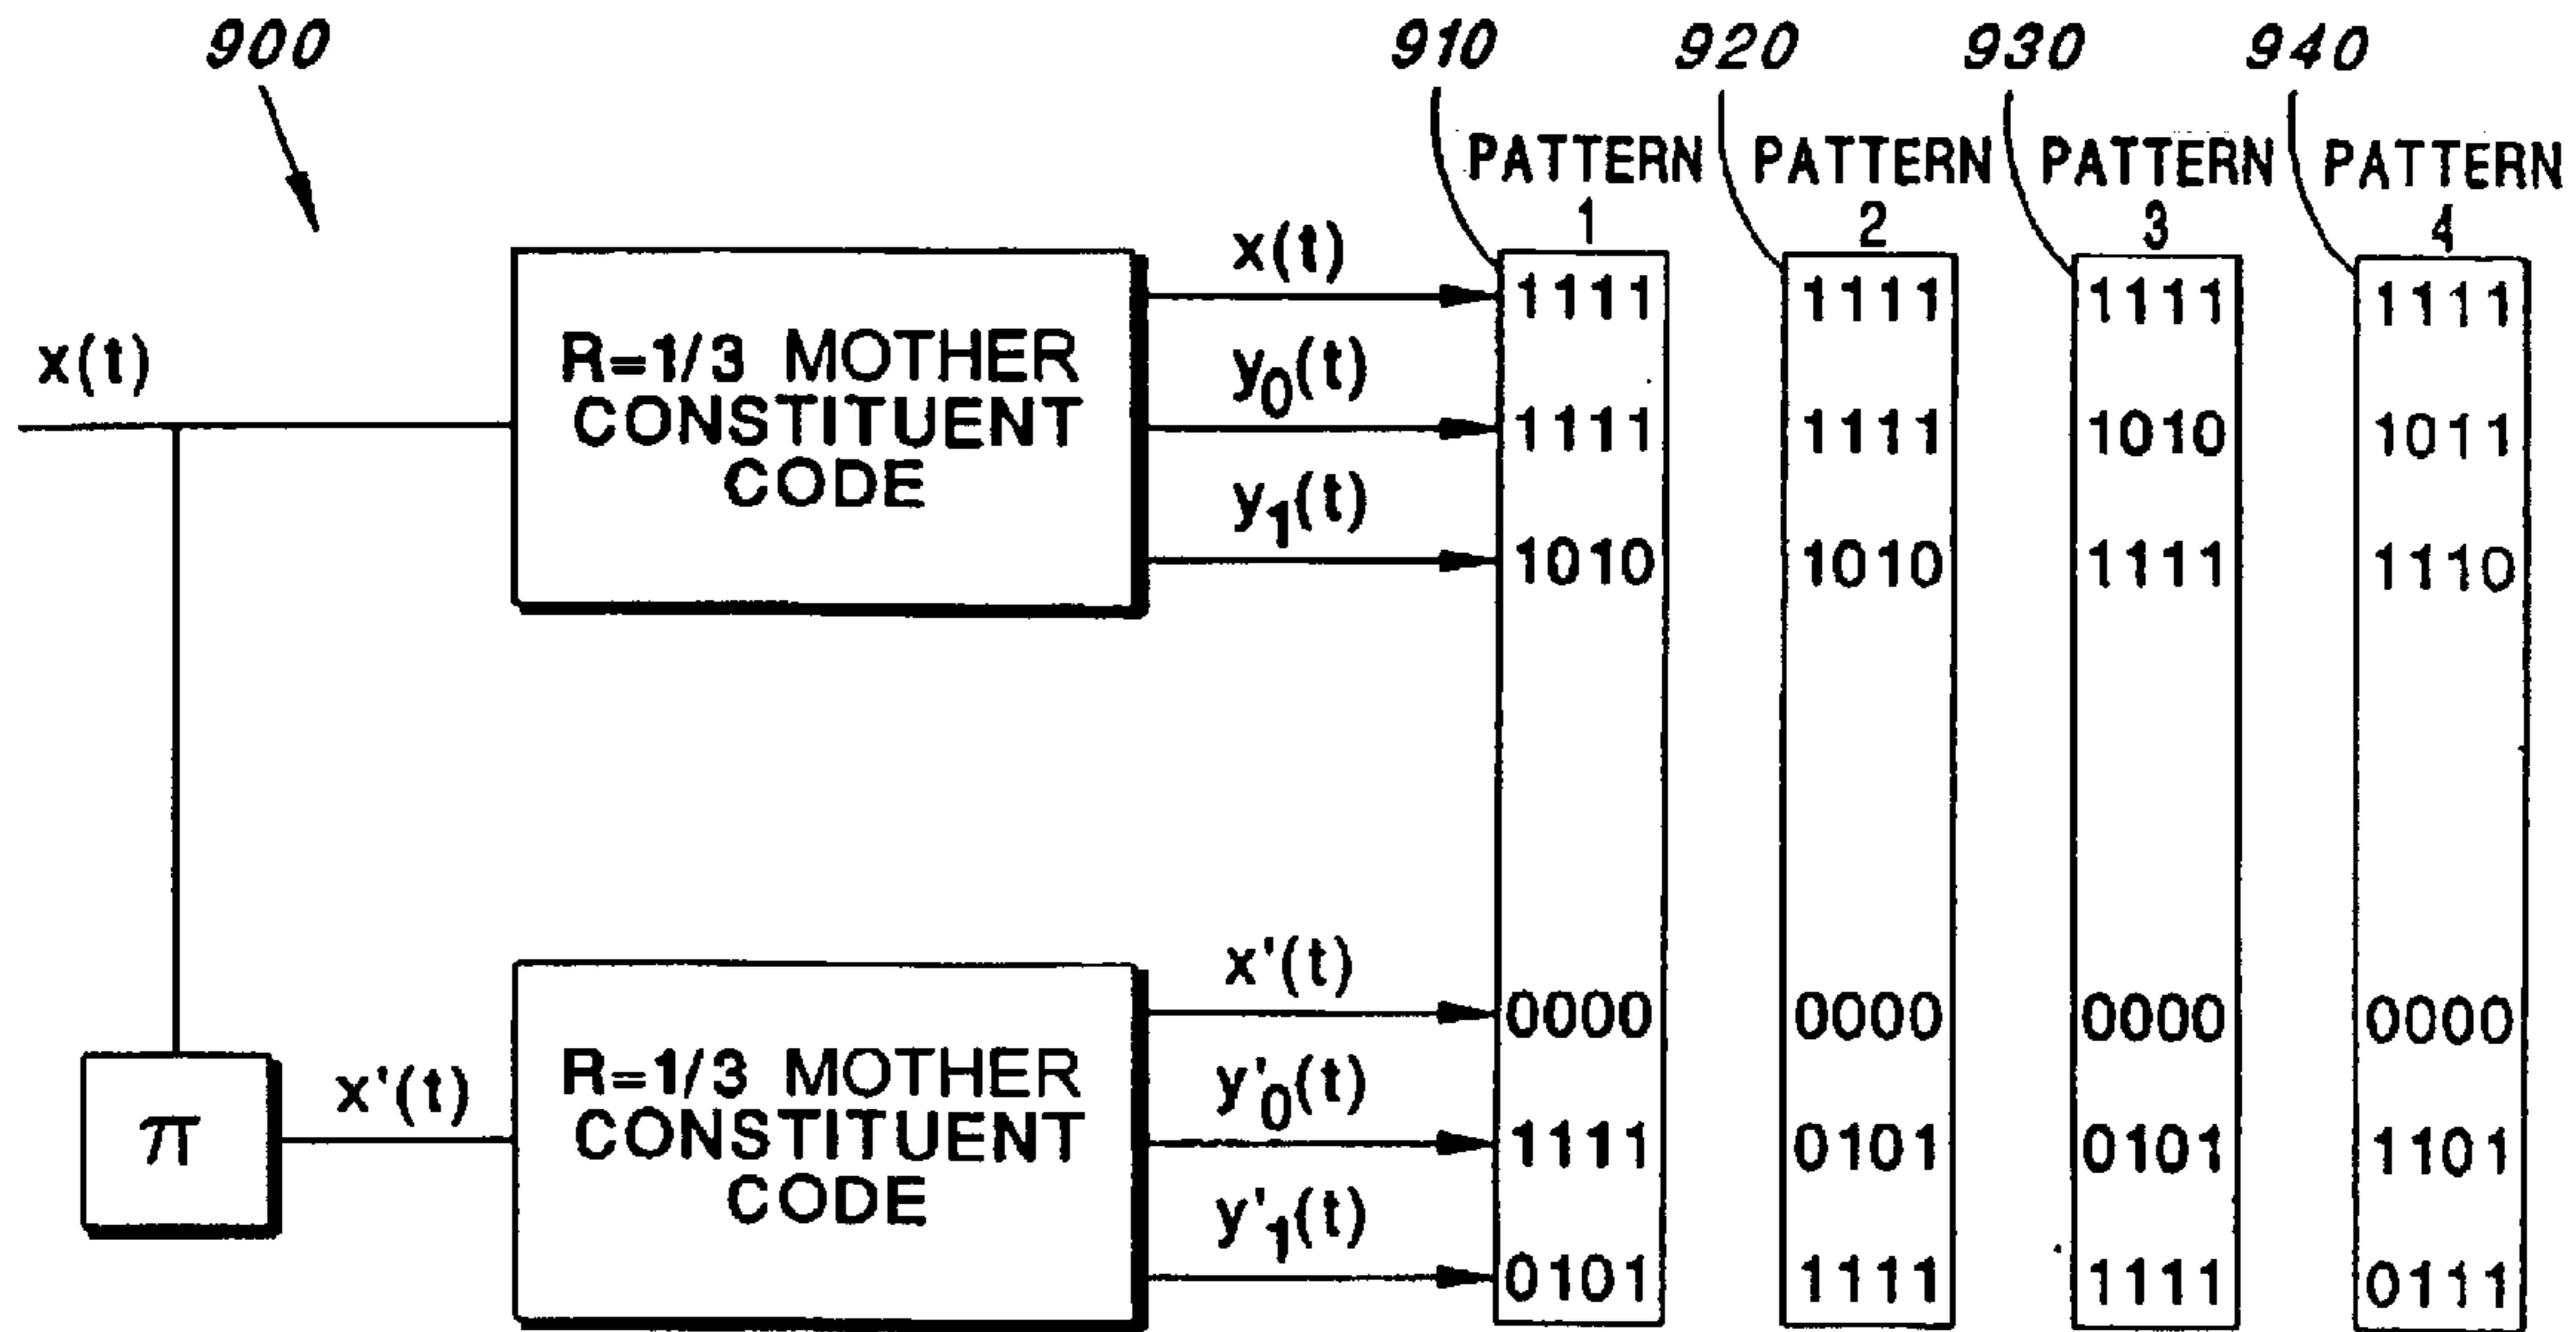 900
910 920 930 940
PATTERN 1
PATTERN 2
PATTERN 3
PATTERN 4
x(t)
R=1/3 MOTHER
CONSTITUENT
CODE
x(t) 1111 1111 1111 1111
y0(t) 1111 1111 1010 1011
y1(t) 1010 1010 1111 1110
π
x'(t)
R=1/3 MOTHER
CONSTITUENT
CODE
x'(t) 0000 0000 0000 0000
y'0(t) 1111 0101 0101 1101
y'1(t) 0101 1111 1111 0111